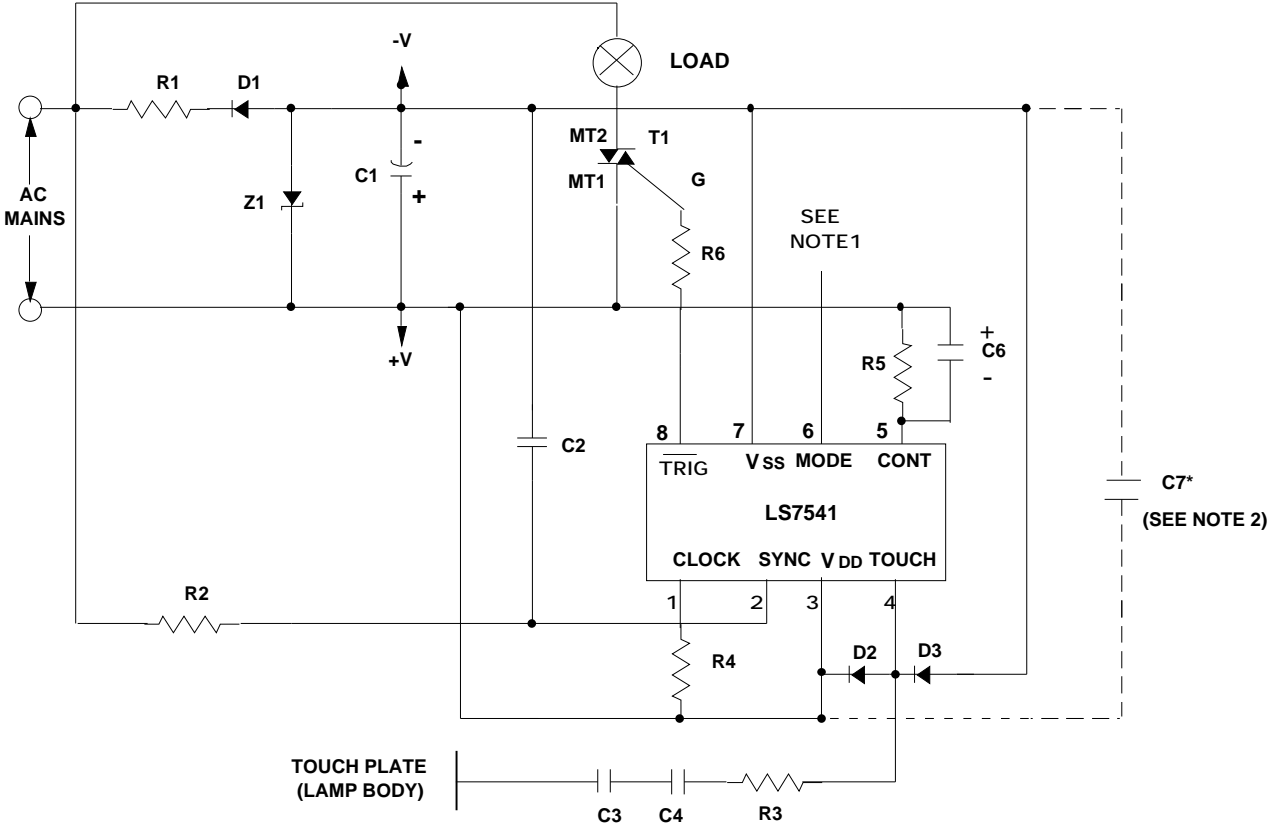 -V
LOAD
R1
D1
MT2
T1
-
C1
MT1
G
AC
MAINS
Z1
+
SEE
NOTE1
R6
+V
+
C6
R5
-
8
7
6
5
C2
TRIG
VSS
MODE
CONT
C7*
(SEE NOTE 2)
LS7541
CLOCK
SYNC
VDD
TOUCH
R2
1
2
3
4
D2
D3
R4
TOUCH PLATE
(LAMP BODY)
C3
C4
R3